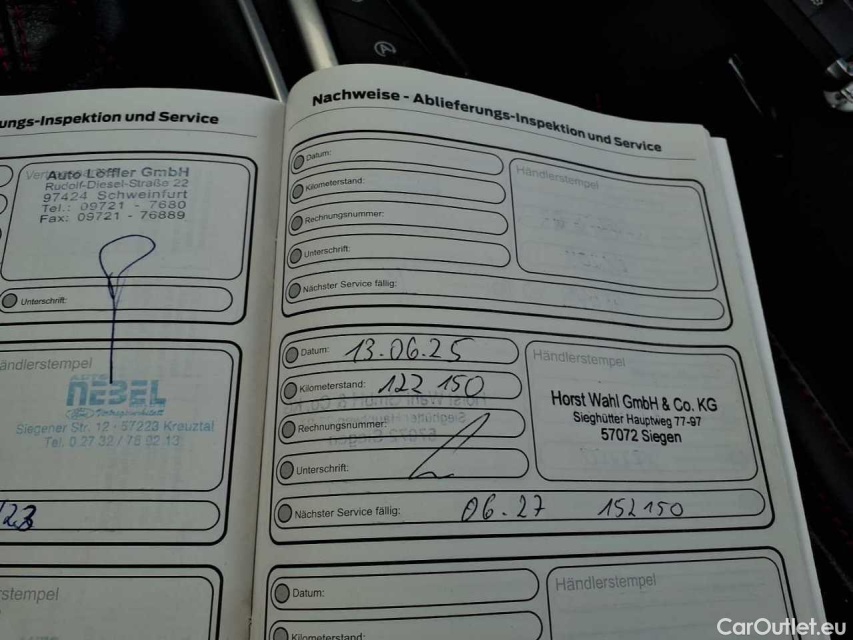 ungs-Inspektion und Service
Auto Löffler GmbH
Rudolf-Diesel-Straße 22
97424 Schweinfurt
Tel.: 09721 - 7680
Fax: 09721 - 76889
Unterschrift:
ändlerstempel
NEBEL
Siegener Str. 12 - 57223 Kreuztal
Tel. 0 27 32 / 78 02 13
/23
stempel
Nachweise - Ablieferungs-Inspektion und Service
Datum:
Händlerstempel
Kilometerstand:
Rechnungsnummer:
Unterschrift:
Nächster Service fällig:
Datum: 13.06.25
Händlerstempel
Kilometerstand: 122 150
Horst Wahl GmbH & Co. KG
Sieghütter Hauptweg 77-97
57072 Siegen
Rechnungsnummer:
Unterschrift:
Nächster Service fällig: 06.27 152150
Datum:
Händlerstempel
Kilometerstand:
CarOutlet.eu